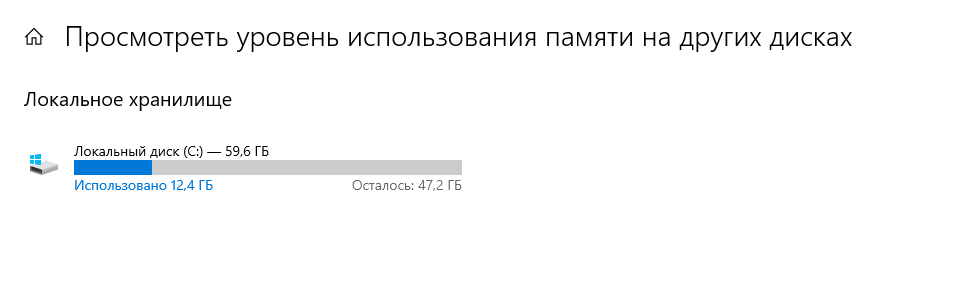 Просмотреть уровень использования памяти на других дисках
Локальное хранилище
Локальный диск (C:) — 59,6 ГБ
Использовано 12,4 ГБ
Осталось: 47,2 ГБ